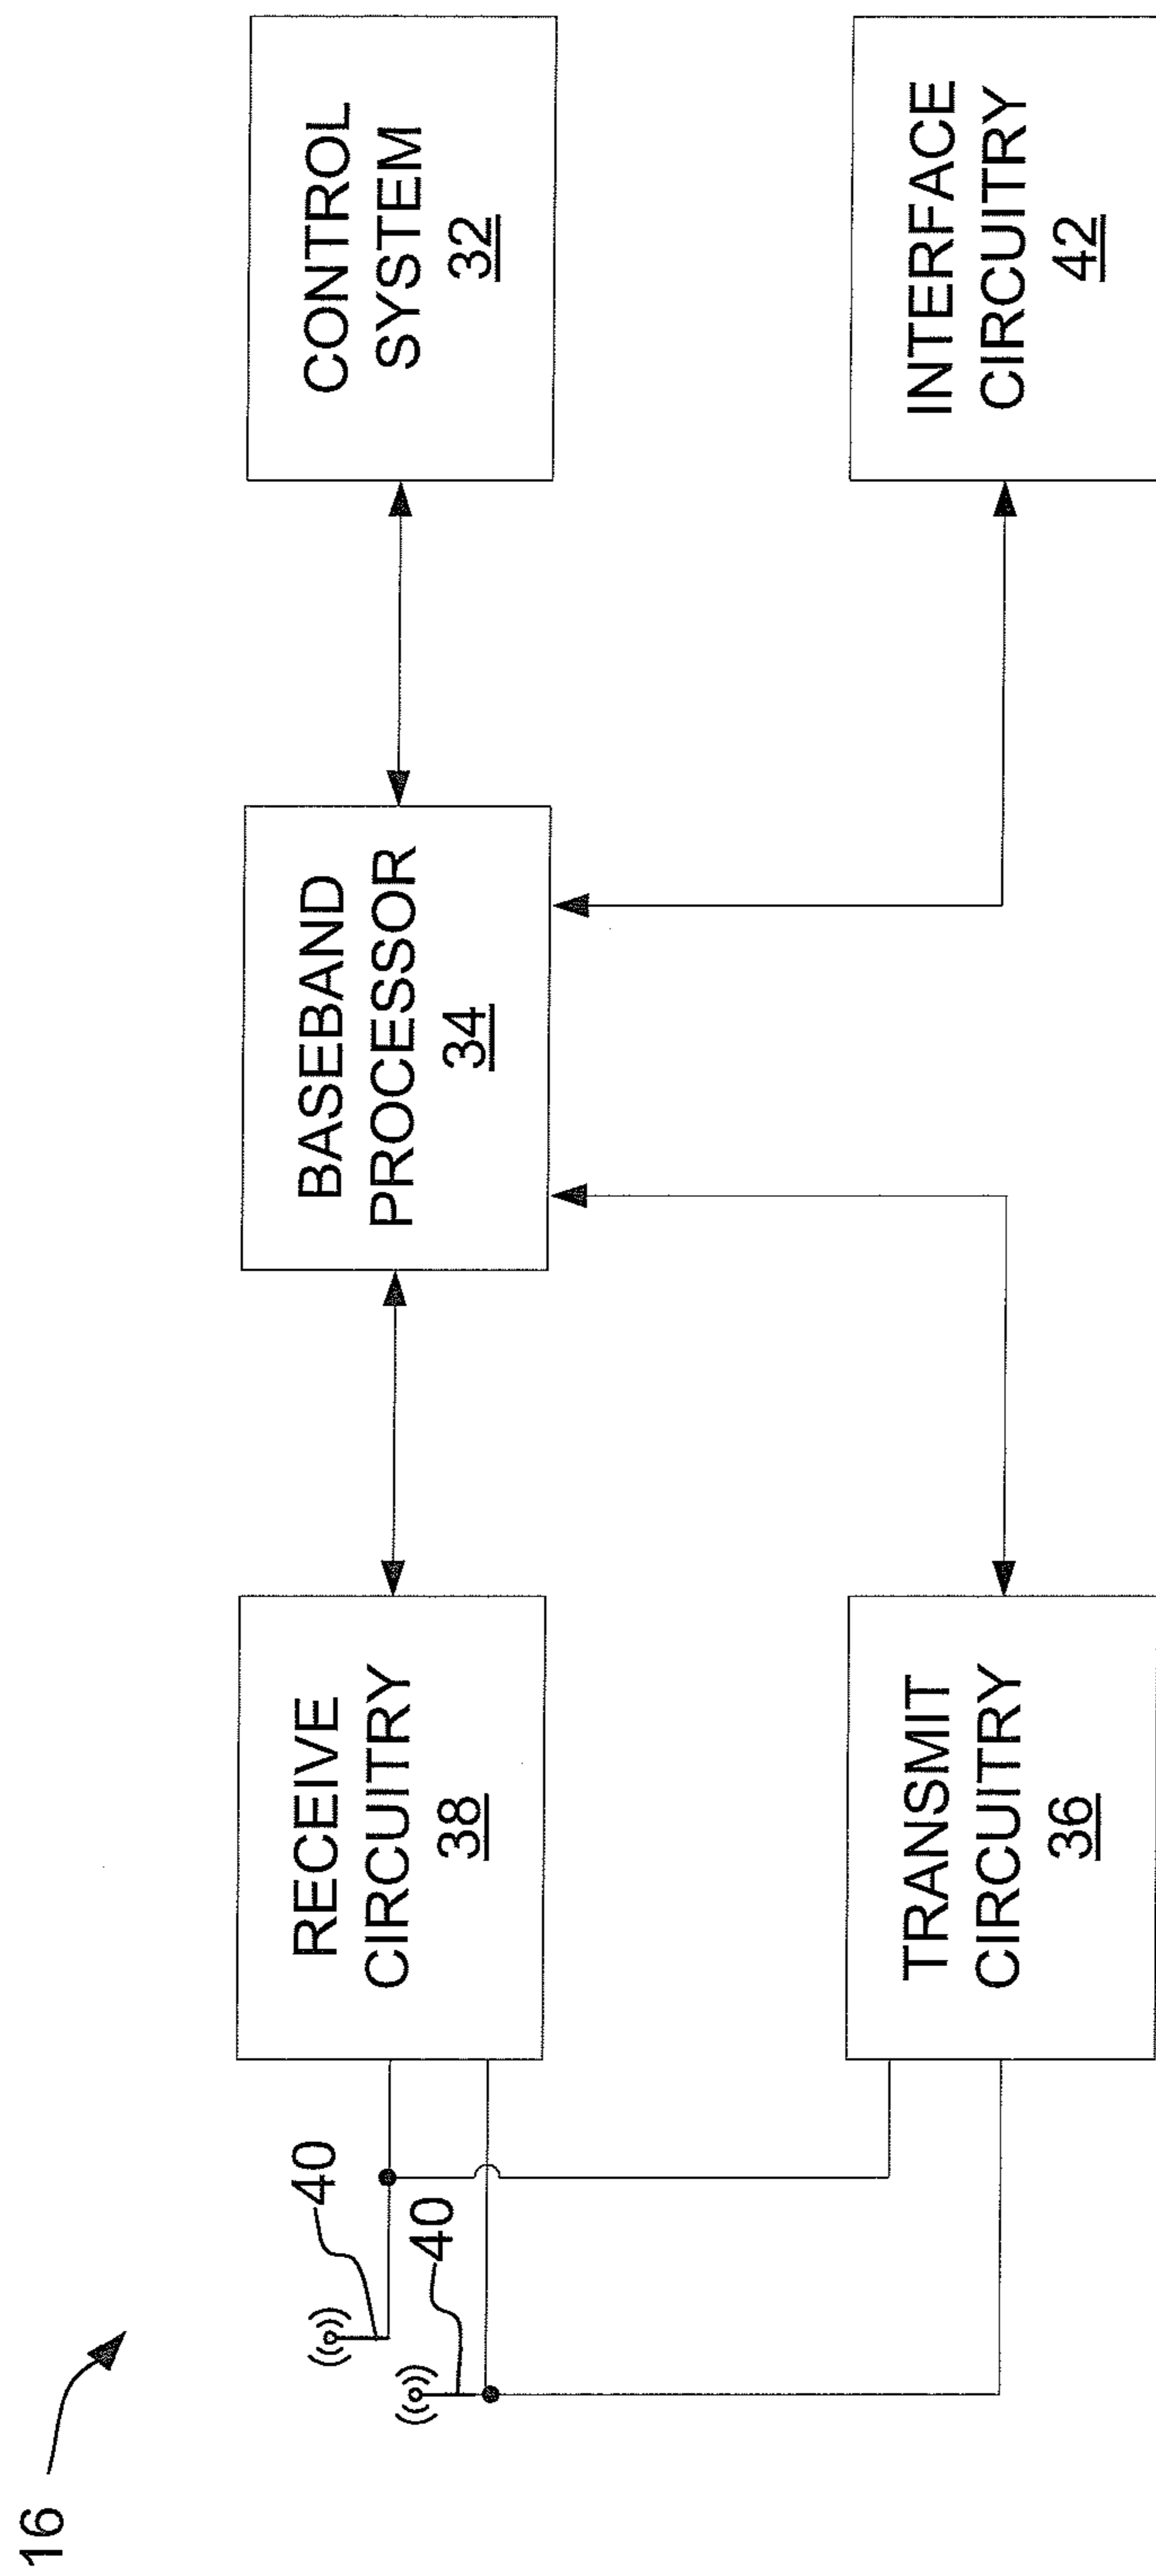 16
40
40
RECEIVE
CIRCUITRY
38
BASEBAND
PROCESSOR
34
CONTROL
SYSTEM
32
TRANSMIT
CIRCUITRY
36
INTERFACE
CIRCUITRY
42